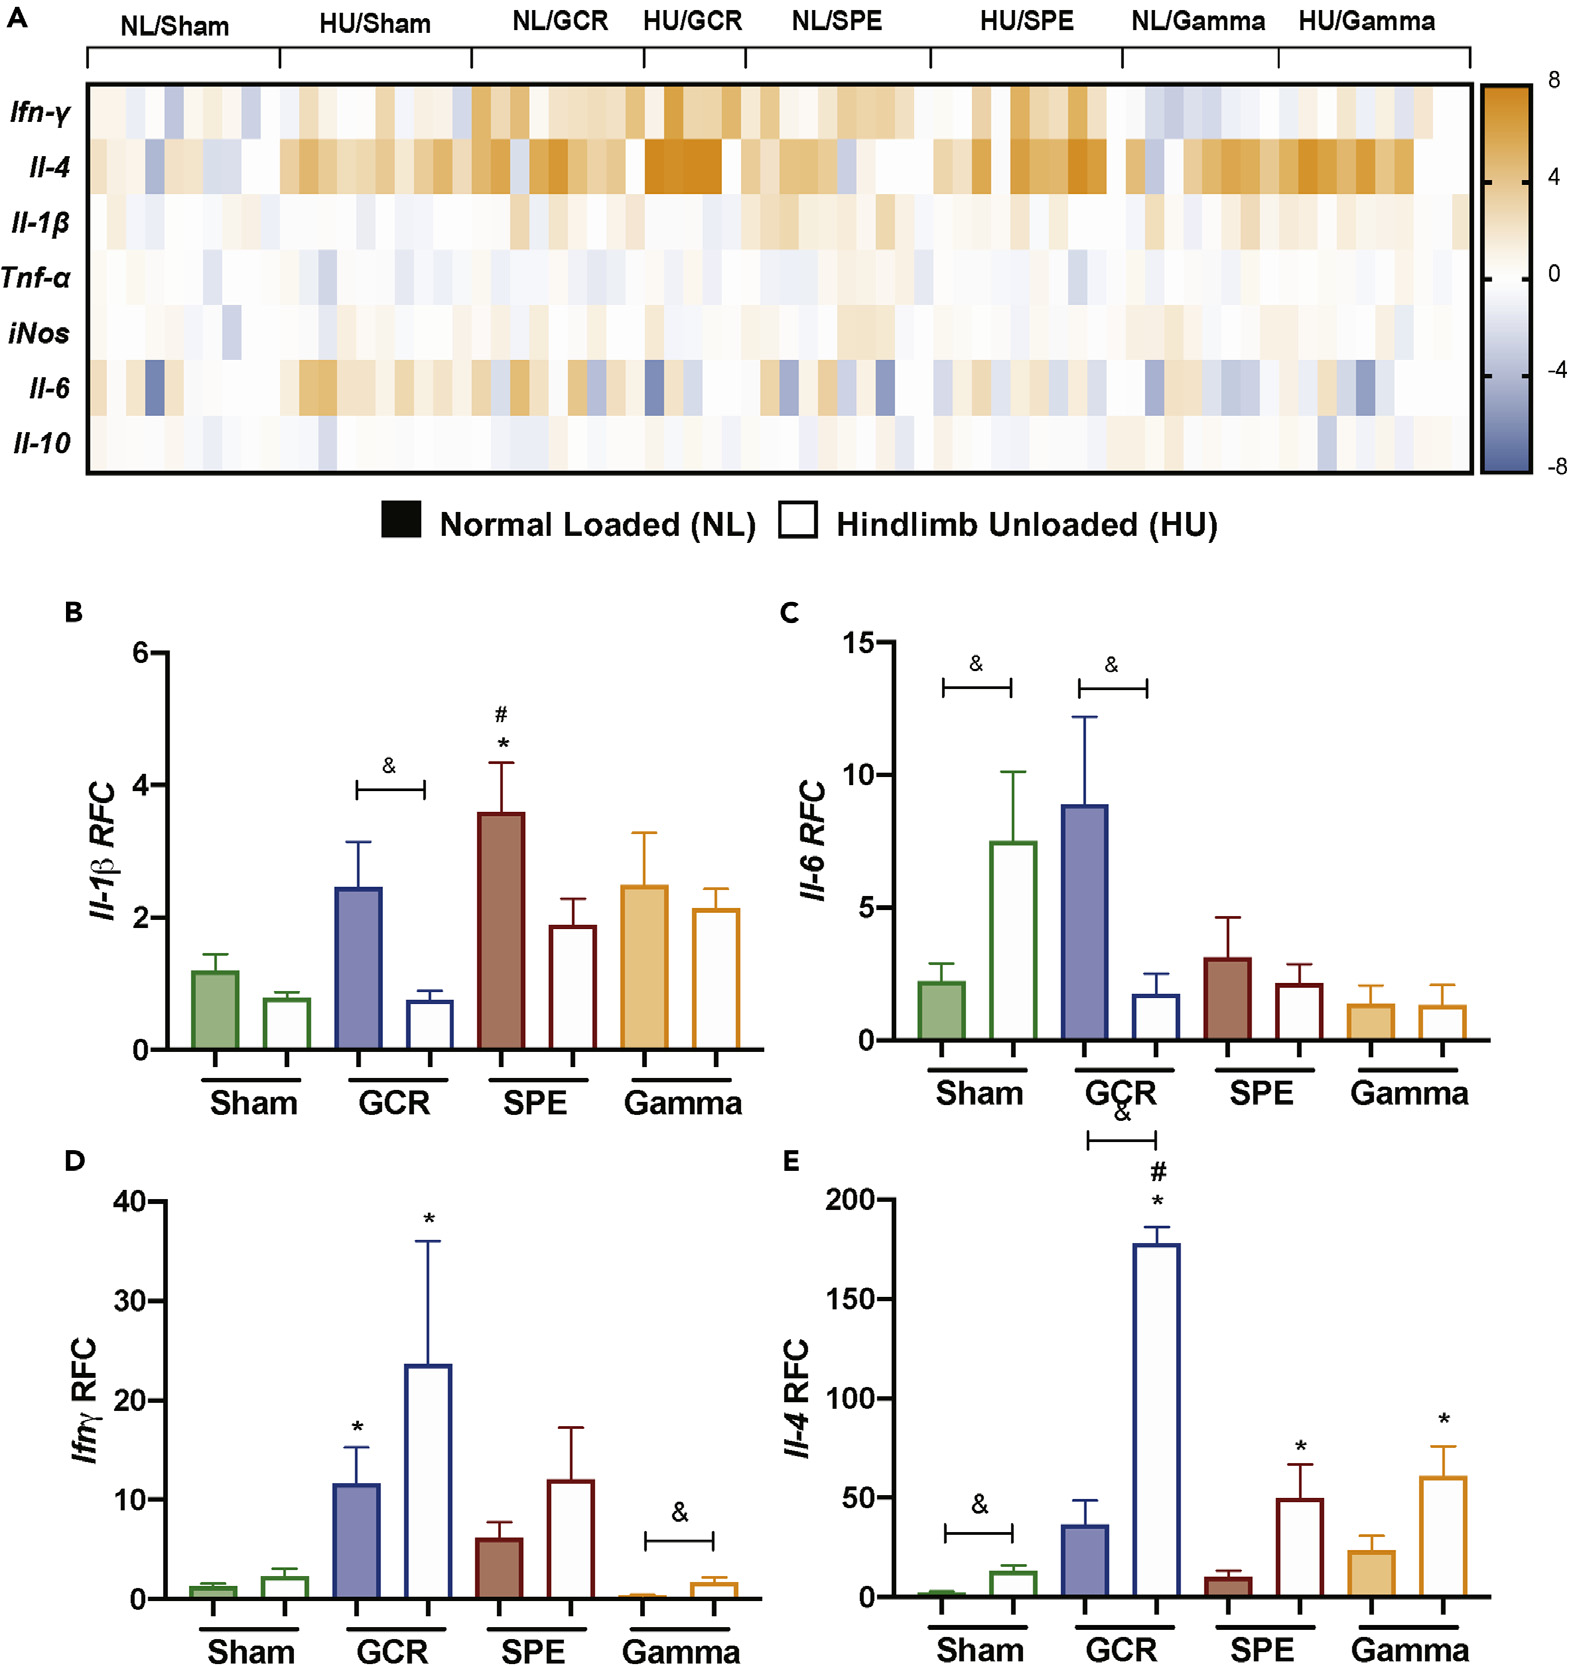 A
NL/Sham HU/Sham NL/GCR HU/GCR NL/SPE HU/SPE NL/Gamma HU/Gamma
Ifn-γ
Il-4
Il-1β
Tnf-α
iNos
Il-6
Il-10
8
4
0
-4
-8
Normal Loaded (NL) Hindlimb Unloaded (HU)
B
Il-1β RFC
6
4
2
0
&
#
*
Sham GCR SPE Gamma
C
Il-6 RFC
15
10
5
0
& &
Sham GCR SPE Gamma
D
Ifnγ RFC
40
30
20
10
0
*
*
&
Sham GCR SPE Gamma
E
Il-4 RFC
200
150
100
50
0
&
#
*
*
*
&
Sham GCR SPE Gamma